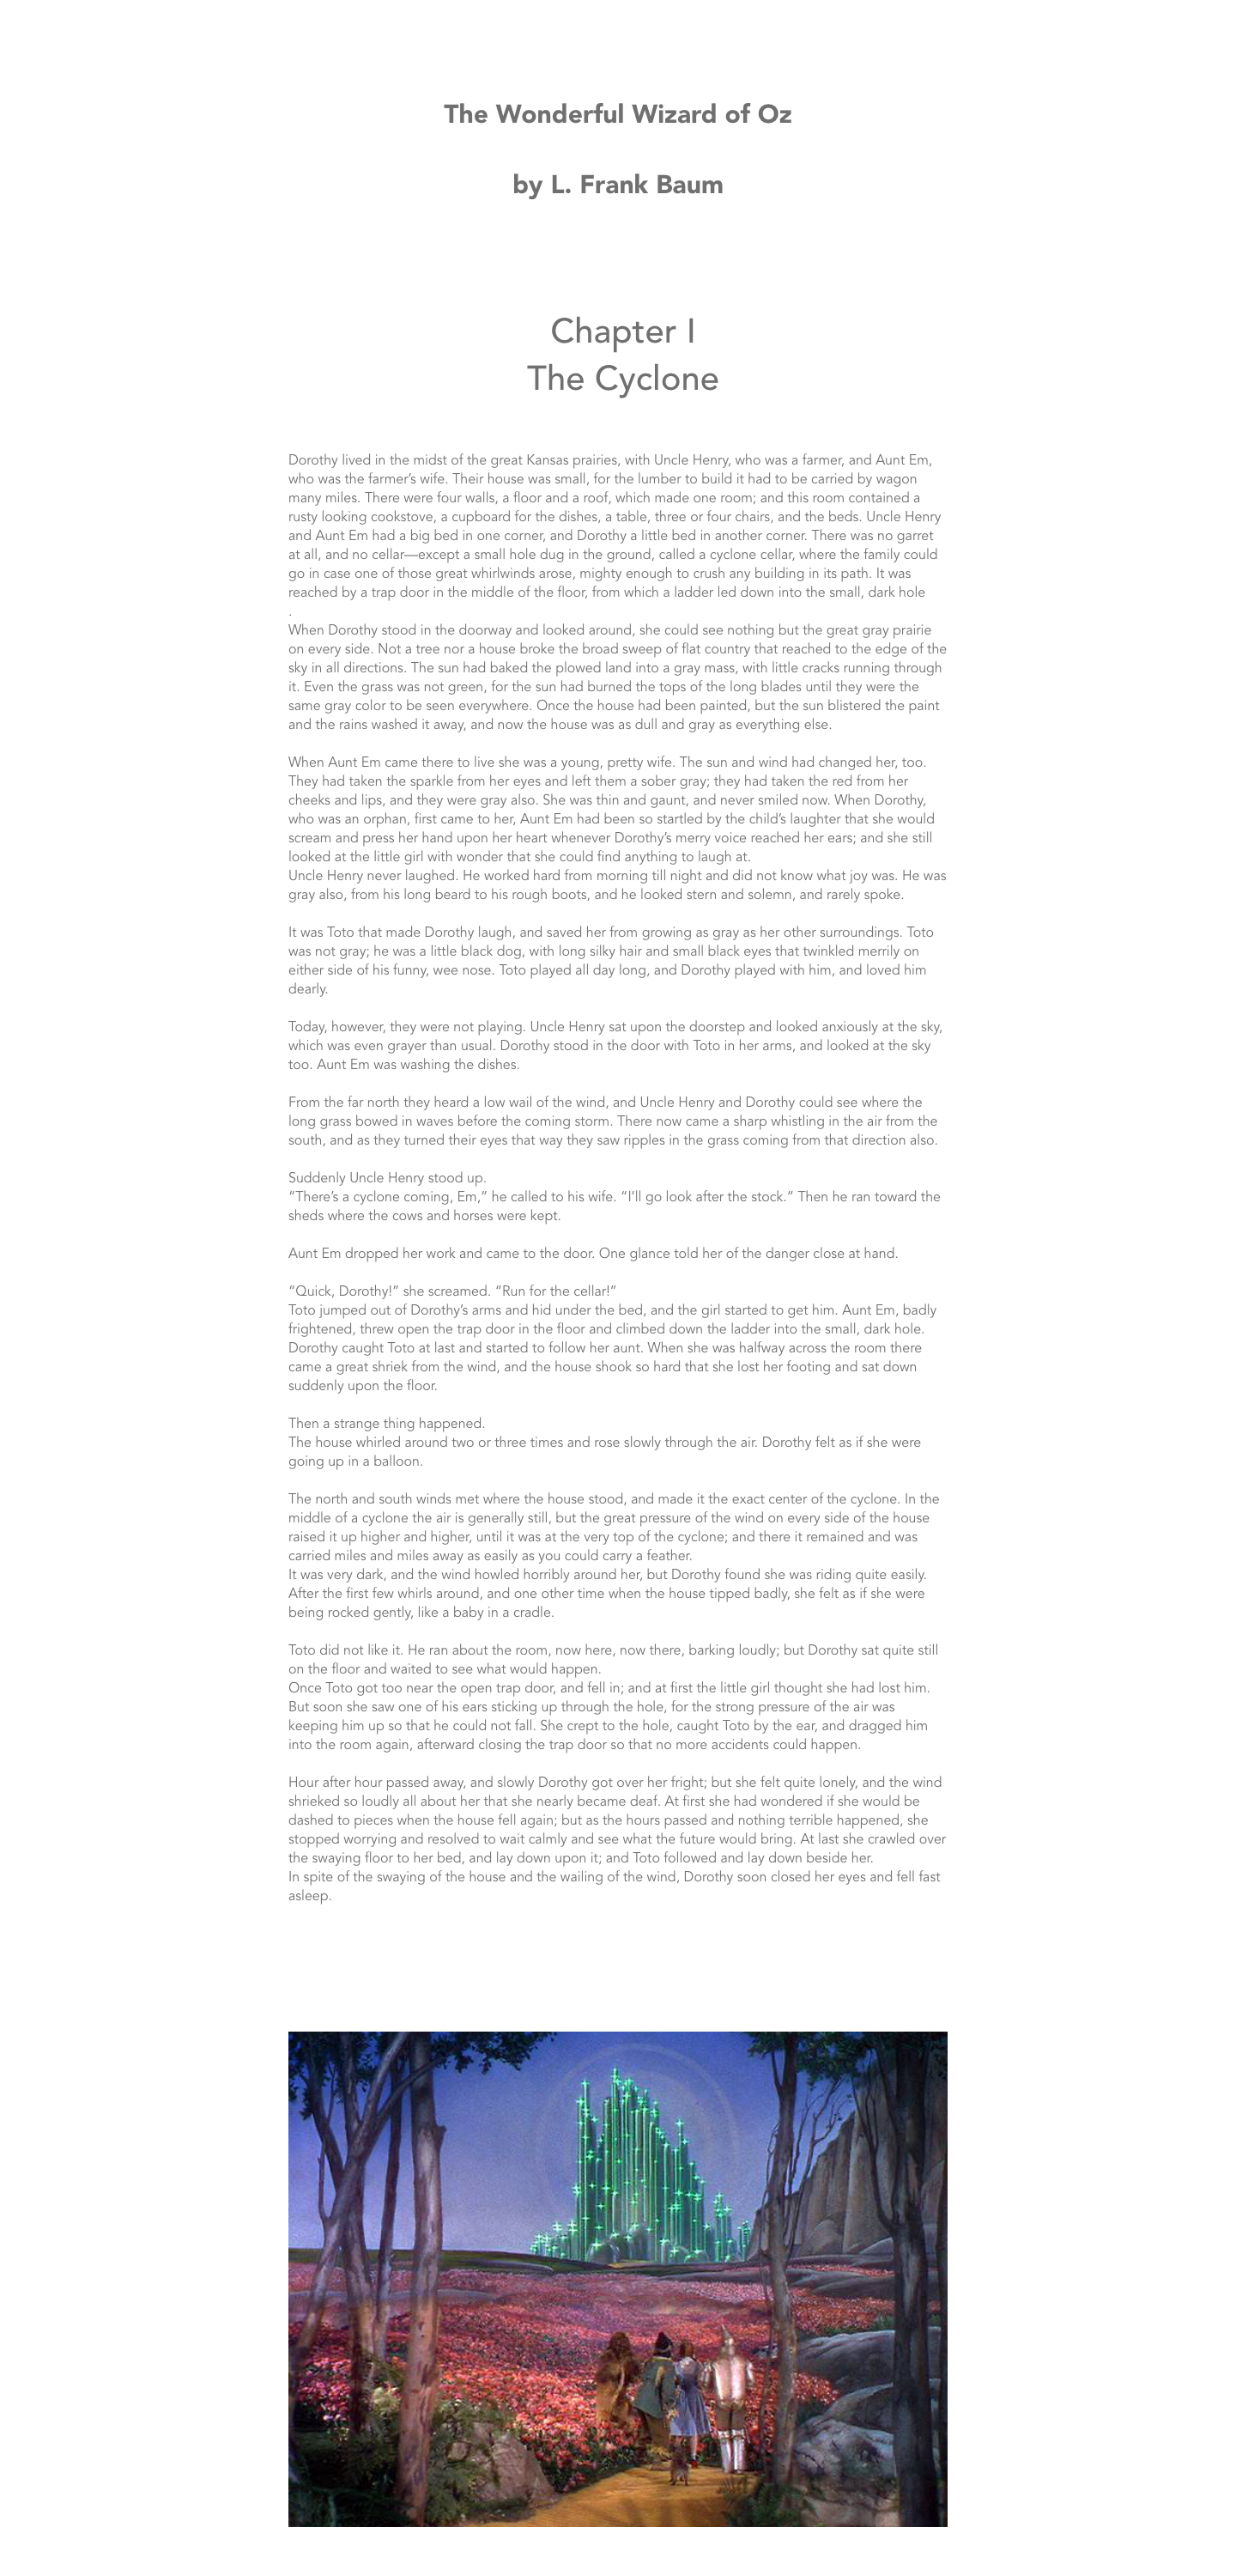 The Wonderful Wizard of Oz
by L. Frank Baum
Chapter I
The Cyclone
Dorothy lived in the midst of the great Kansas prairies, with Uncle Henry, who was a farmer, and Aunt Em,
who was the farmer’s wife. Their house was small, for the lumber to build it had to be carried by wagon
many miles. There were four walls, a floor and a roof, which made one room; and this room contained a
rusty looking cookstove, a cupboard for the dishes, a table, three or four chairs, and the beds. Uncle Henry
and Aunt Em had a big bed in one corner, and Dorothy a little bed in another corner. There was no garret
at all, and no cellar—except a small hole dug in the ground, called a cyclone cellar, where the family could
go in case one of those great whirlwinds arose, mighty enough to crush any building in its path. It was
reached by a trap door in the middle of the floor, from which a ladder led down into the small, dark hole
.
When Dorothy stood in the doorway and looked around, she could see nothing but the great gray prairie
on every side. Not a tree nor a house broke the broad sweep of flat country that reached to the edge of the
sky in all directions. The sun had baked the plowed land into a gray mass, with little cracks running through
it. Even the grass was not green, for the sun had burned the tops of the long blades until they were the
same gray color to be seen everywhere. Once the house had been painted, but the sun blistered the paint
and the rains washed it away, and now the house was as dull and gray as everything else.
When Aunt Em came there to live she was a young, pretty wife. The sun and wind had changed her, too.
They had taken the sparkle from her eyes and left them a sober gray; they had taken the red from her
cheeks and lips, and they were gray also. She was thin and gaunt, and never smiled now. When Dorothy,
who was an orphan, first came to her, Aunt Em had been so startled by the child’s laughter that she would
scream and press her hand upon her heart whenever Dorothy’s merry voice reached her ears; and she still
looked at the little girl with wonder that she could find anything to laugh at.
Uncle Henry never laughed. He worked hard from morning till night and did not know what joy was. He was
gray also, from his long beard to his rough boots, and he looked stern and solemn, and rarely spoke.
It was Toto that made Dorothy laugh, and saved her from growing as gray as her other surroundings. Toto
was not gray; he was a little black dog, with long silky hair and small black eyes that twinkled merrily on
either side of his funny, wee nose. Toto played all day long, and Dorothy played with him, and loved him
dearly.
Today, however, they were not playing. Uncle Henry sat upon the doorstep and looked anxiously at the sky,
which was even grayer than usual. Dorothy stood in the door with Toto in her arms, and looked at the sky
too. Aunt Em was washing the dishes.
From the far north they heard a low wail of the wind, and Uncle Henry and Dorothy could see where the
long grass bowed in waves before the coming storm. There now came a sharp whistling in the air from the
south, and as they turned their eyes that way they saw ripples in the grass coming from that direction also.
Suddenly Uncle Henry stood up.
“There’s a cyclone coming, Em,” he called to his wife. “I’ll go look after the stock.” Then he ran toward the
sheds where the cows and horses were kept.
Aunt Em dropped her work and came to the door. One glance told her of the danger close at hand.
“Quick, Dorothy!” she screamed. “Run for the cellar!”
Toto jumped out of Dorothy’s arms and hid under the bed, and the girl started to get him. Aunt Em, badly
frightened, threw open the trap door in the floor and climbed down the ladder into the small, dark hole.
Dorothy caught Toto at last and started to follow her aunt. When she was halfway across the room there
came a great shriek from the wind, and the house shook so hard that she lost her footing and sat down
suddenly upon the floor.
Then a strange thing happened.
The house whirled around two or three times and rose slowly through the air. Dorothy felt as if she were
going up in a balloon.
The north and south winds met where the house stood, and made it the exact center of the cyclone. In the
middle of a cyclone the air is generally still, but the great pressure of the wind on every side of the house
raised it up higher and higher, until it was at the very top of the cyclone; and there it remained and was
carried miles and miles away as easily as you could carry a feather.
It was very dark, and the wind howled horribly around her, but Dorothy found she was riding quite easily.
After the first few whirls around, and one other time when the house tipped badly, she felt as if she were
being rocked gently, like a baby in a cradle.
Toto did not like it. He ran about the room, now here, now there, barking loudly; but Dorothy sat quite still
on the floor and waited to see what would happen.
Once Toto got too near the open trap door, and fell in; and at first the little girl thought she had lost him.
But soon she saw one of his ears sticking up through the hole, for the strong pressure of the air was
keeping him up so that he could not fall. She crept to the hole, caught Toto by the ear, and dragged him
into the room again, afterward closing the trap door so that no more accidents could happen.
Hour after hour passed away, and slowly Dorothy got over her fright; but she felt quite lonely, and the wind
shrieked so loudly all about her that she nearly became deaf. At first she had wondered if she would be
dashed to pieces when the house fell again; but as the hours passed and nothing terrible happened, she
stopped worrying and resolved to wait calmly and see what the future would bring. At last she crawled over
the swaying floor to her bed, and lay down upon it; and Toto followed and lay down beside her.
In spite of the swaying of the house and the wailing of the wind, Dorothy soon closed her eyes and fell fast
asleep.